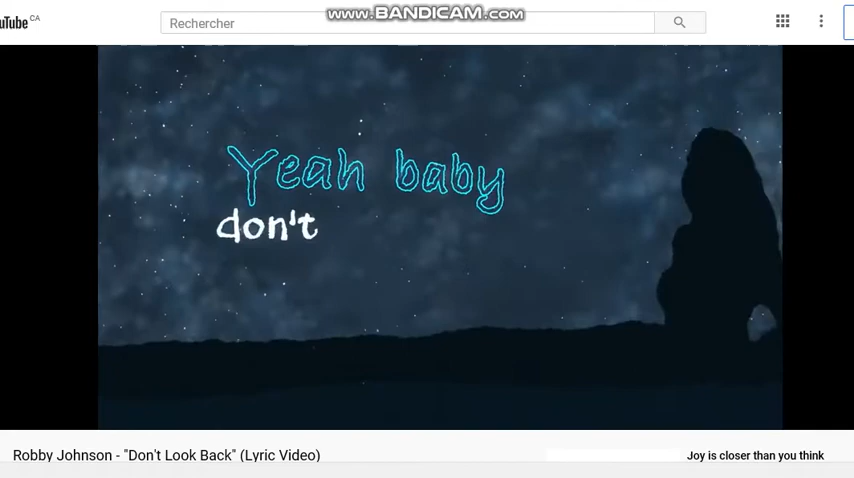 uTube CA
Rechercher
www.BANDICAM.com
Yeah baby
don't
Robby Johnson - "Don't Look Back" (Lyric Video)
Joy is closer than you think